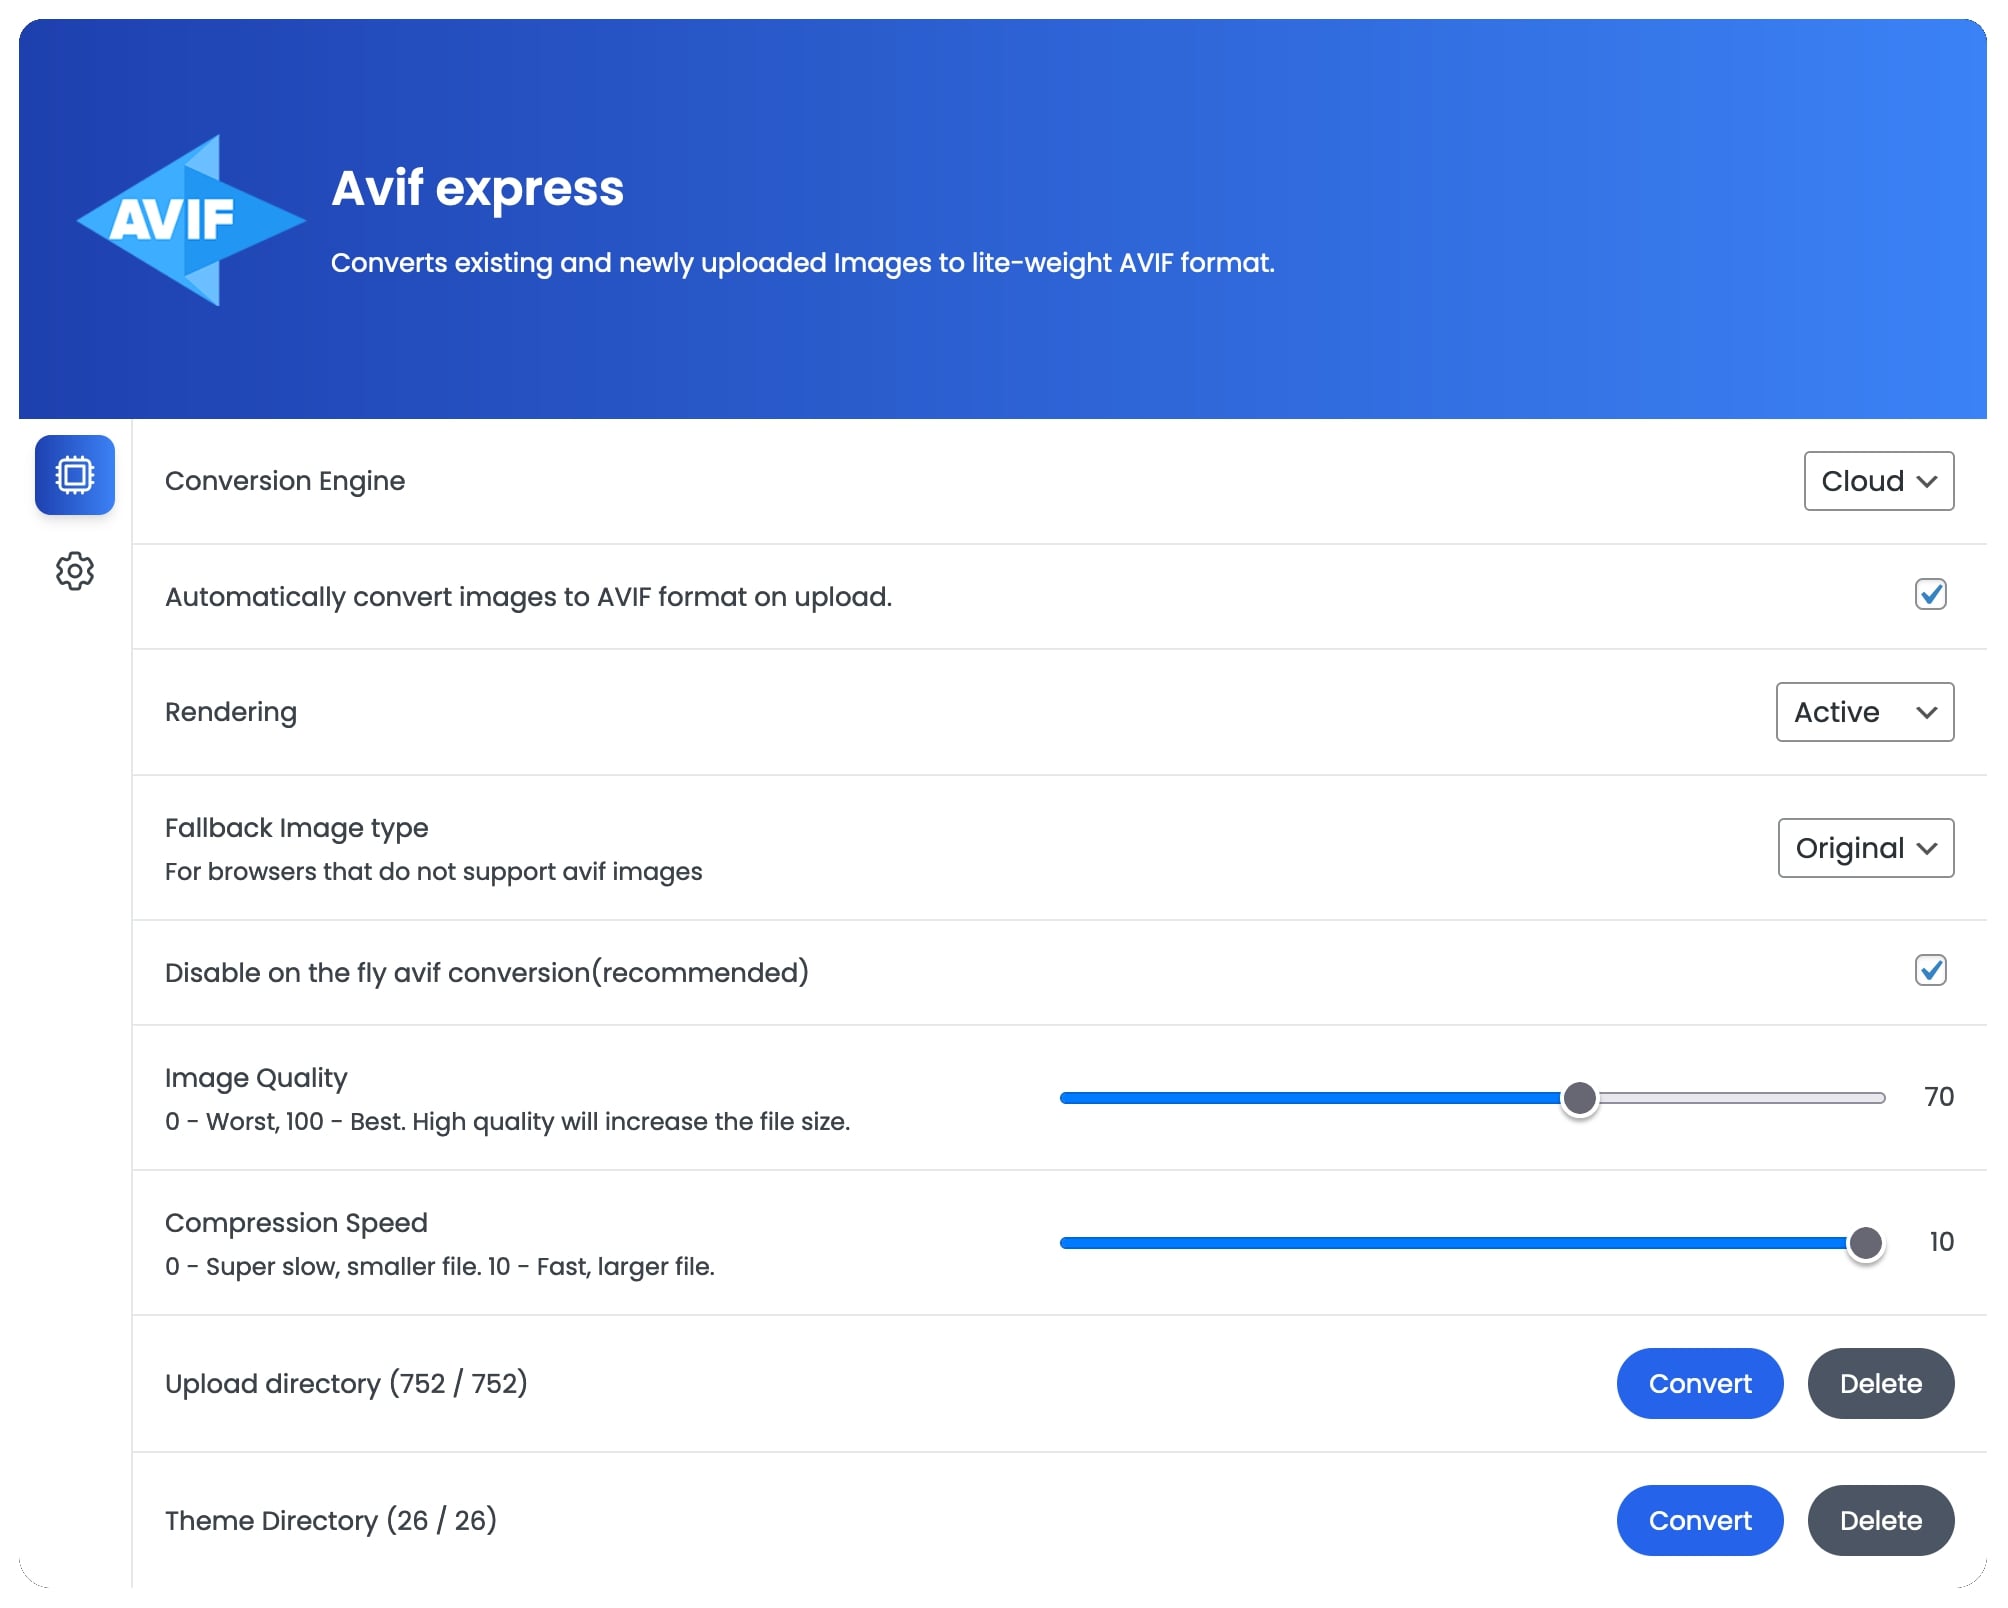 AVIF
Avif express
Converts existing and newly uploaded Images to lite-weight AVIF format.
Conversion Engine
Cloud
Automatically convert images to AVIF format on upload.
Rendering
Active
Fallback Image type
For browsers that do not support avif images
Original
Disable on the fly avif conversion(recommended)
Image Quality
0 - Worst, 100 - Best. High quality will increase the file size.
70
Compression Speed
0 - Super slow, smaller file. 10 - Fast, larger file.
10
Upload directory (752 / 752)
Convert
Delete
Theme Directory (26 / 26)
Convert
Delete